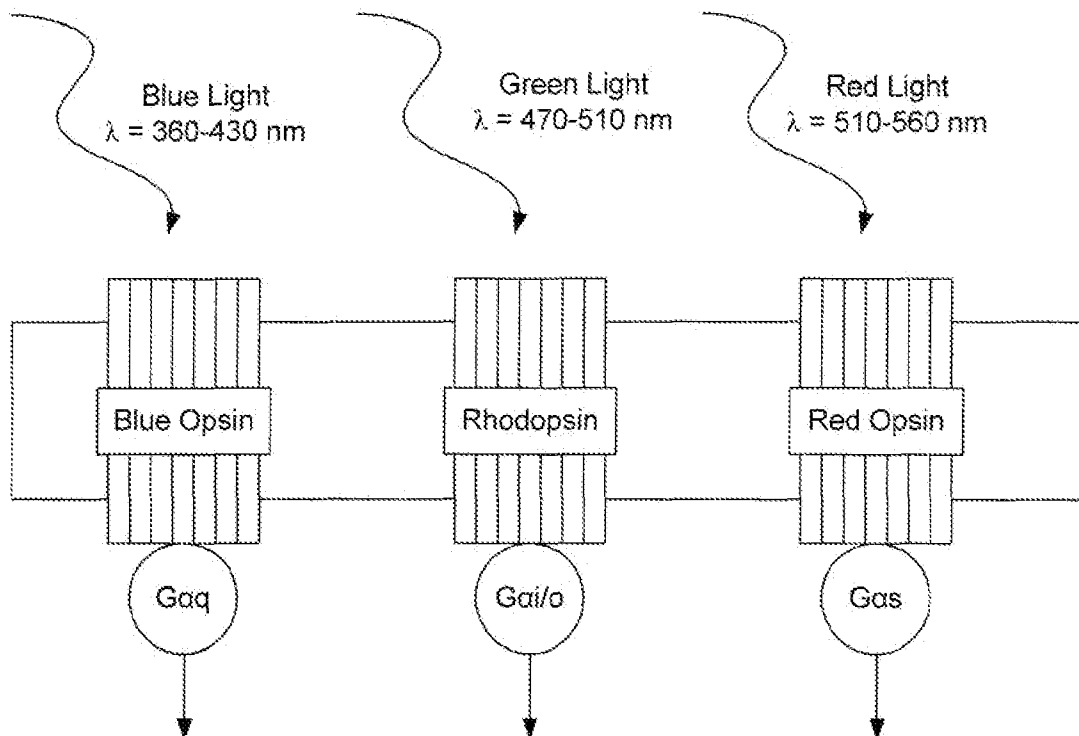 Blue Light
λ = 360-430 nm
Green Light
λ = 470-510 nm
Red Light
λ = 510-560 nm
Blue Opsin
Rhodopsin
Red Opsin
Gαq
Gαi/o
Gαs